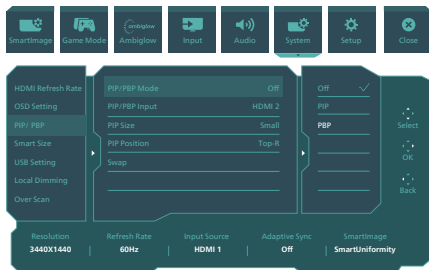 ambiglow
SmartImage Game Mode Ambiglow Input Audio System Setup Close
HDMI Refresh Rate PIP/PBP Mode Off Off
OSD Setting PIP/PBP Input HDMI 2 PIP
PIP/ PBP PIP Size Small PBP Select
Smart Size PIP Position Top-R
USB Setting Swap OK
Local Dimming
Over Scan Back
Resolution Refresh Rate Input Source Adaptive Sync SmartImage
3440X1440 | 60Hz | HDMI 1 | Off | SmartUniformity